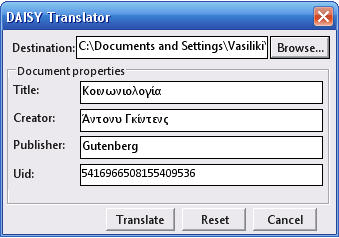 DAISY Translator
Destination: C:\Documents and Settings\Vasiliki\ Browse...
Document properties
Title: Κοινωνιολογία
Creator: Άντονυ Γκίντενς
Publisher: Gutenberg
Uid: 5416966508155409536
Translate Reset Cancel